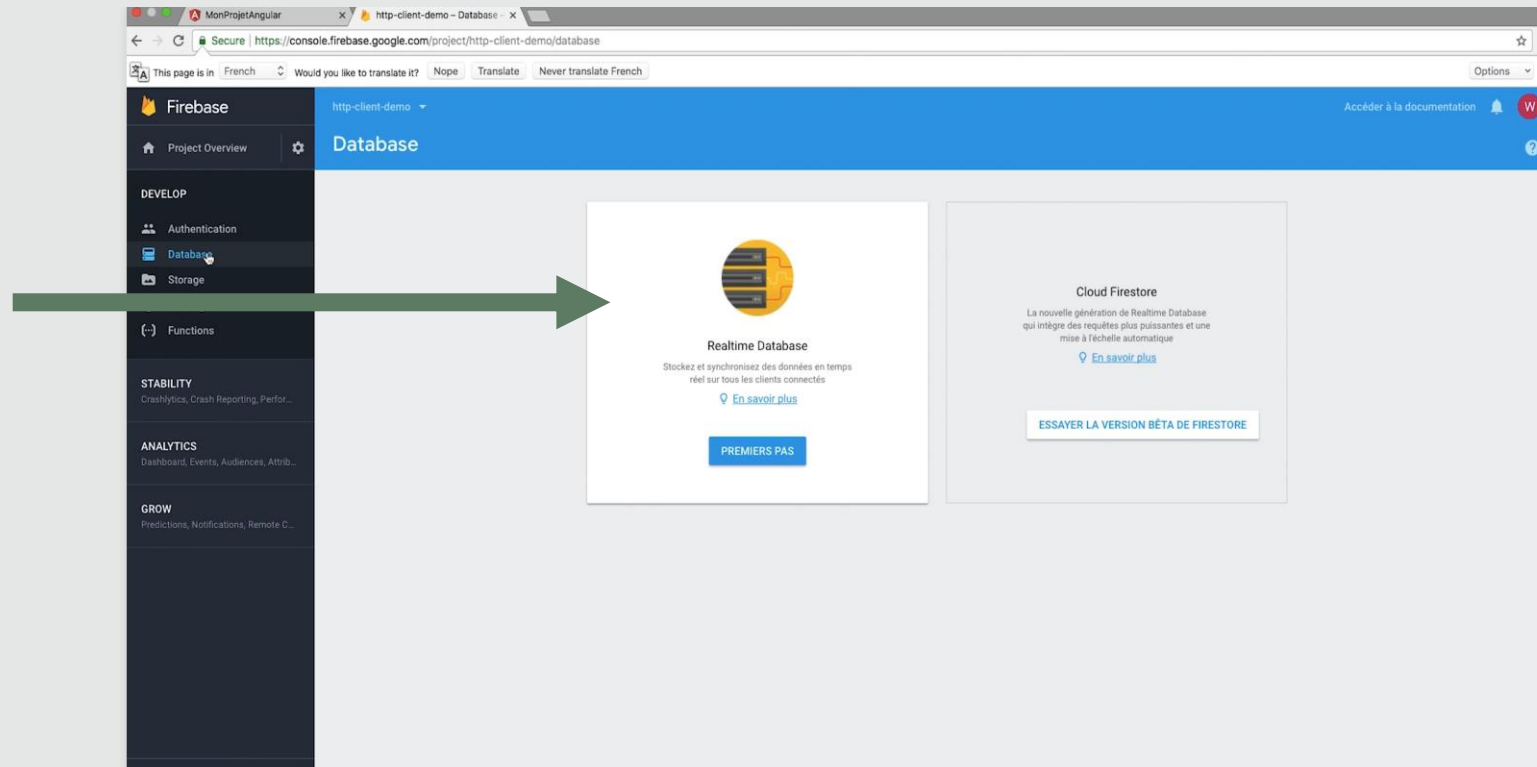 MonProjetAngular
http-client-demo – Database –
Secure | https://console.firebase.google.com/project/http-client-demo/database
This page is in French Would you like to translate it? Nope Translate Never translate French Options
Firebase
http-client-demo
Accéder à la documentation
W
Project Overview
Database
?
DEVELOP
Authentication
Database
Storage
Functions
STABILITY
Crashlytics, Crash Reporting, Perfor...
ANALYTICS
Dashboard, Events, Audiences, Attrib...
GROW
Predictions, Notifications, Remote C...
Realtime Database
Stockez et synchronisez des données en temps
réel sur tous les clients connectés
En savoir plus
PREMIERS PAS
Cloud Firestore
La nouvelle génération de Realtime Database
qui intègre des requêtes plus puissantes et une
mise à l'échelle automatique
En savoir plus
ESSAYER LA VERSION BÊTA DE FIRESTORE